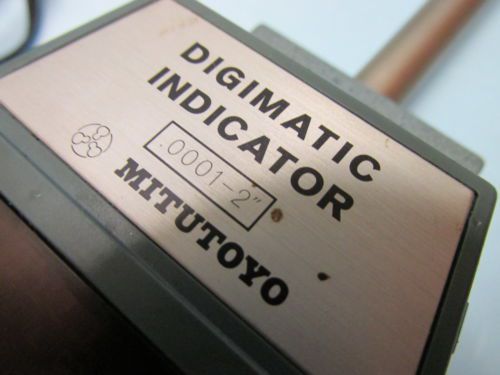 DIGIMATIC
INDICATOR
.0001-2"
MITUTOYO